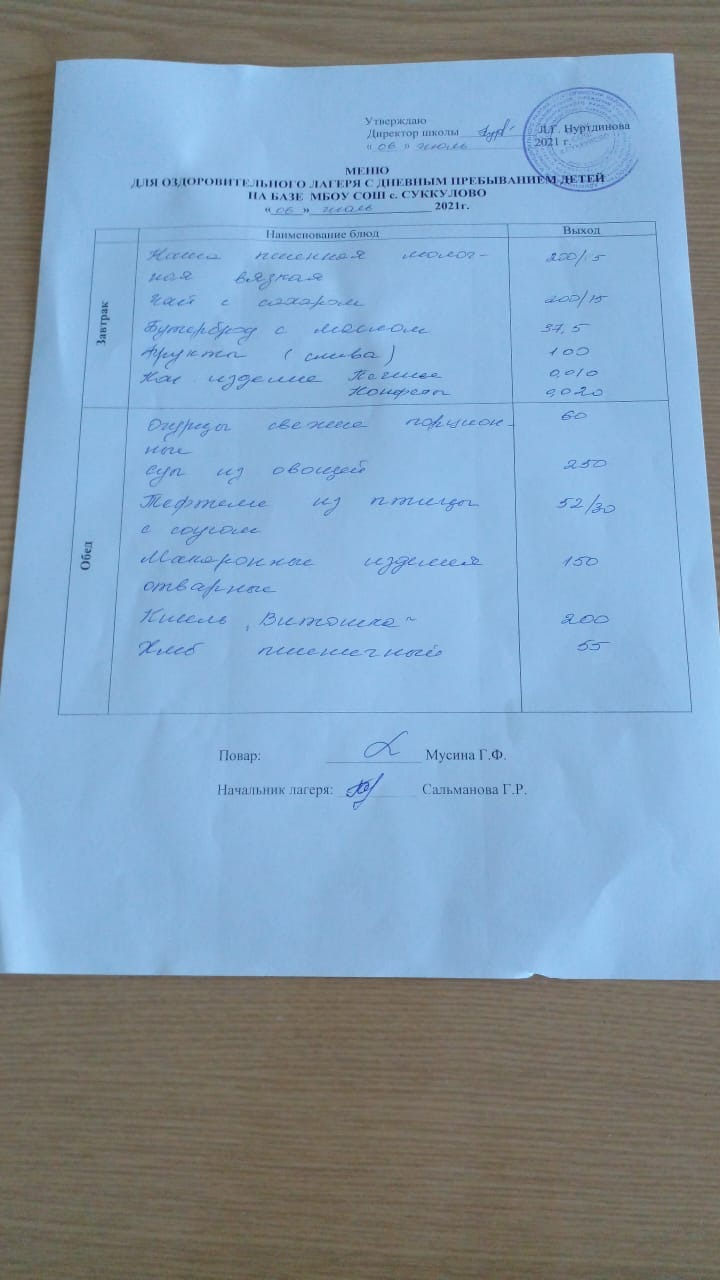 Утверждаю
Директор школы Л.Г. Нуртдинова
« 06 » июль 2021 г.
МЕНЮ
ДЛЯ ОЗДОРОВИТЕЛЬНОГО ЛАГЕРЯ С ДНЕВНЫМ ПРЕБЫВАНИЕМ ДЕТЕЙ
НА БАЗЕ МБОУ СОШ с. СУККУЛОВО
« 06 » июль 2021г.
Наименование блюд Выход
Завтрак
Каша пшенная молоч- 200/15
ная вязкая
Чай с сахаром 200/15
Бутерброд с маслом 37,5
Фрукты (слива) 100
Кон. изделие Печенье 0,010
Конфеты 0,020
Обед
Огурцы свежие порцион- 60
ные
Суп из овощей 250
Тефтели из птицы 52/30
с соусом
Макаронные изделия 150
отварные
Кисель "Витошка" 200
Хлеб пшеничный 55
Повар: Мусина Г.Ф.
Начальник лагеря: Сальманова Г.Р.